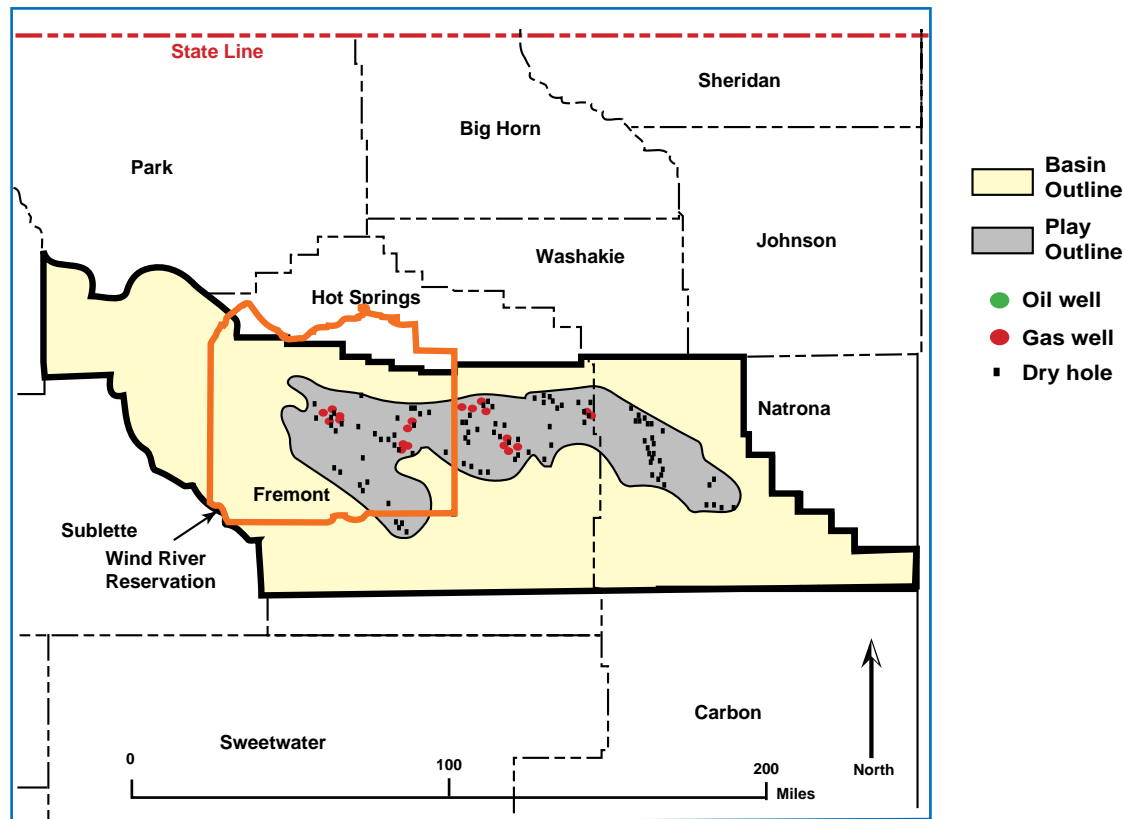 State Line
Sheridan
Big Horn
Park
Johnson
Washakie
Hot Springs
Natrona
Fremont
Sublette
Wind River
Reservation
Carbon
Sweetwater
0
100
200
Miles
North
Basin
Outline
Play
Outline
Oil well
Gas well
Dry hole